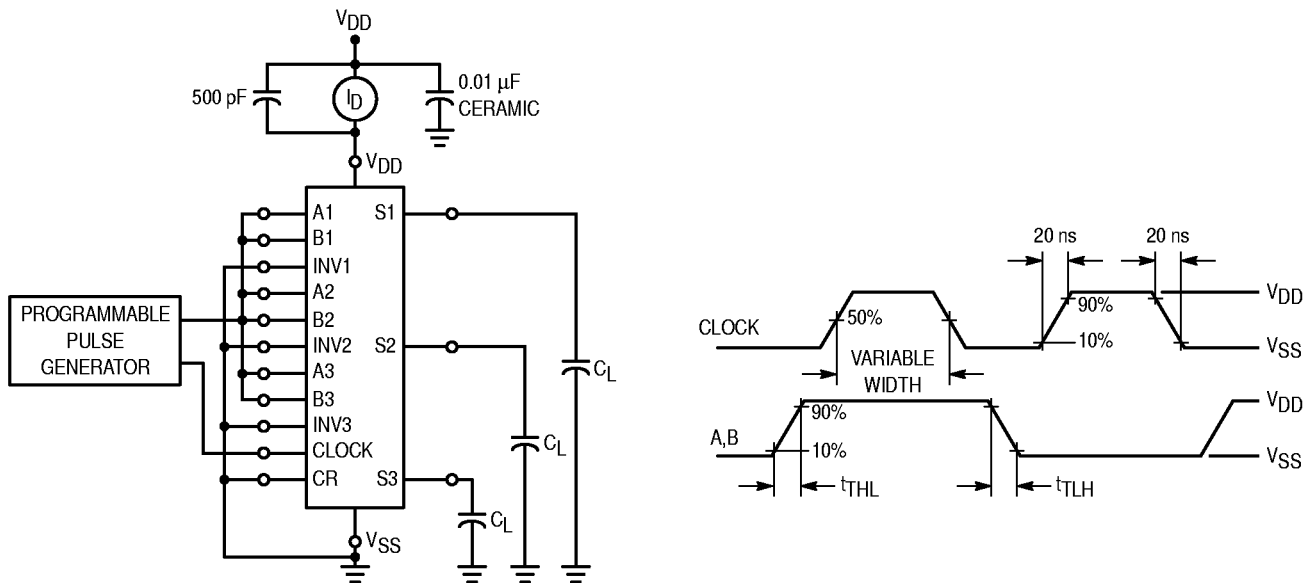 VDD
500 pF
ID
0.01 μF
CERAMIC
VDD
A1
S1
B1
INV1
A2
B2
INV2
S2
A3
B3
INV3
CLOCK
CR
S3
VSS
PROGRAMMABLE
PULSE
GENERATOR
CL
CL
CL
20 ns
20 ns
CLOCK
50%
90%
10%
VDD
VSS
VARIABLE
WIDTH
A,B
90%
10%
VDD
VSS
tTHL
tTLH